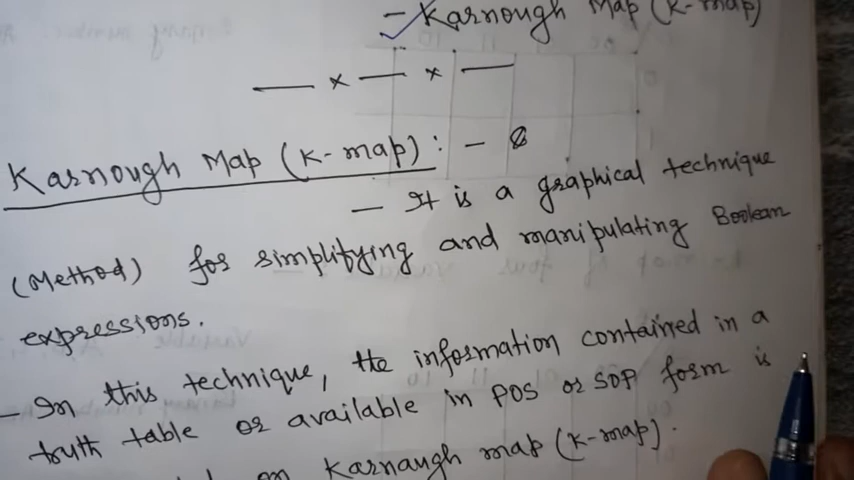 - Karnough Map (K-map)
— × — × —
Karnough Map (K-map) : -
— It is a graphical technique
(Method) for simplifying and manipulating Boolean
expressions.
- In this technique, the information contained in a
truth table or available in POS or SOP form is
on Karnaugh map (K-map).